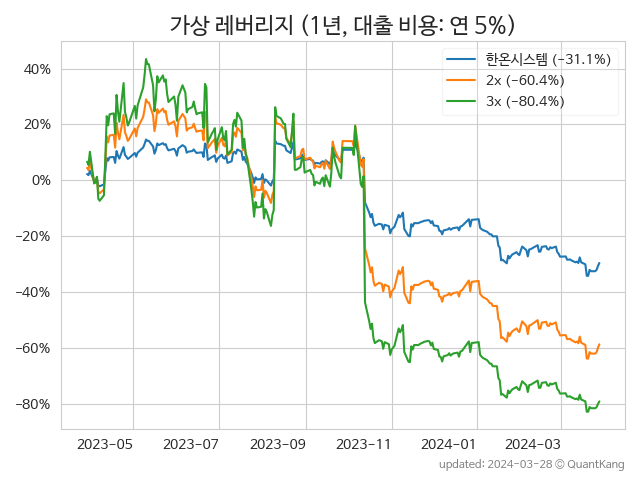 가상 레버리지 (1년, 대출 비용: 연 5%)
한온시스템 (−31.1%)
2x (−60.4%)
3x (−80.4%)
40%
20%
0%
−20%
−40%
−60%
−80%
2023-05 2023-07 2023-09 2023-11 2024-01 2024-03
updated: 2024-03-28 © QuantKang